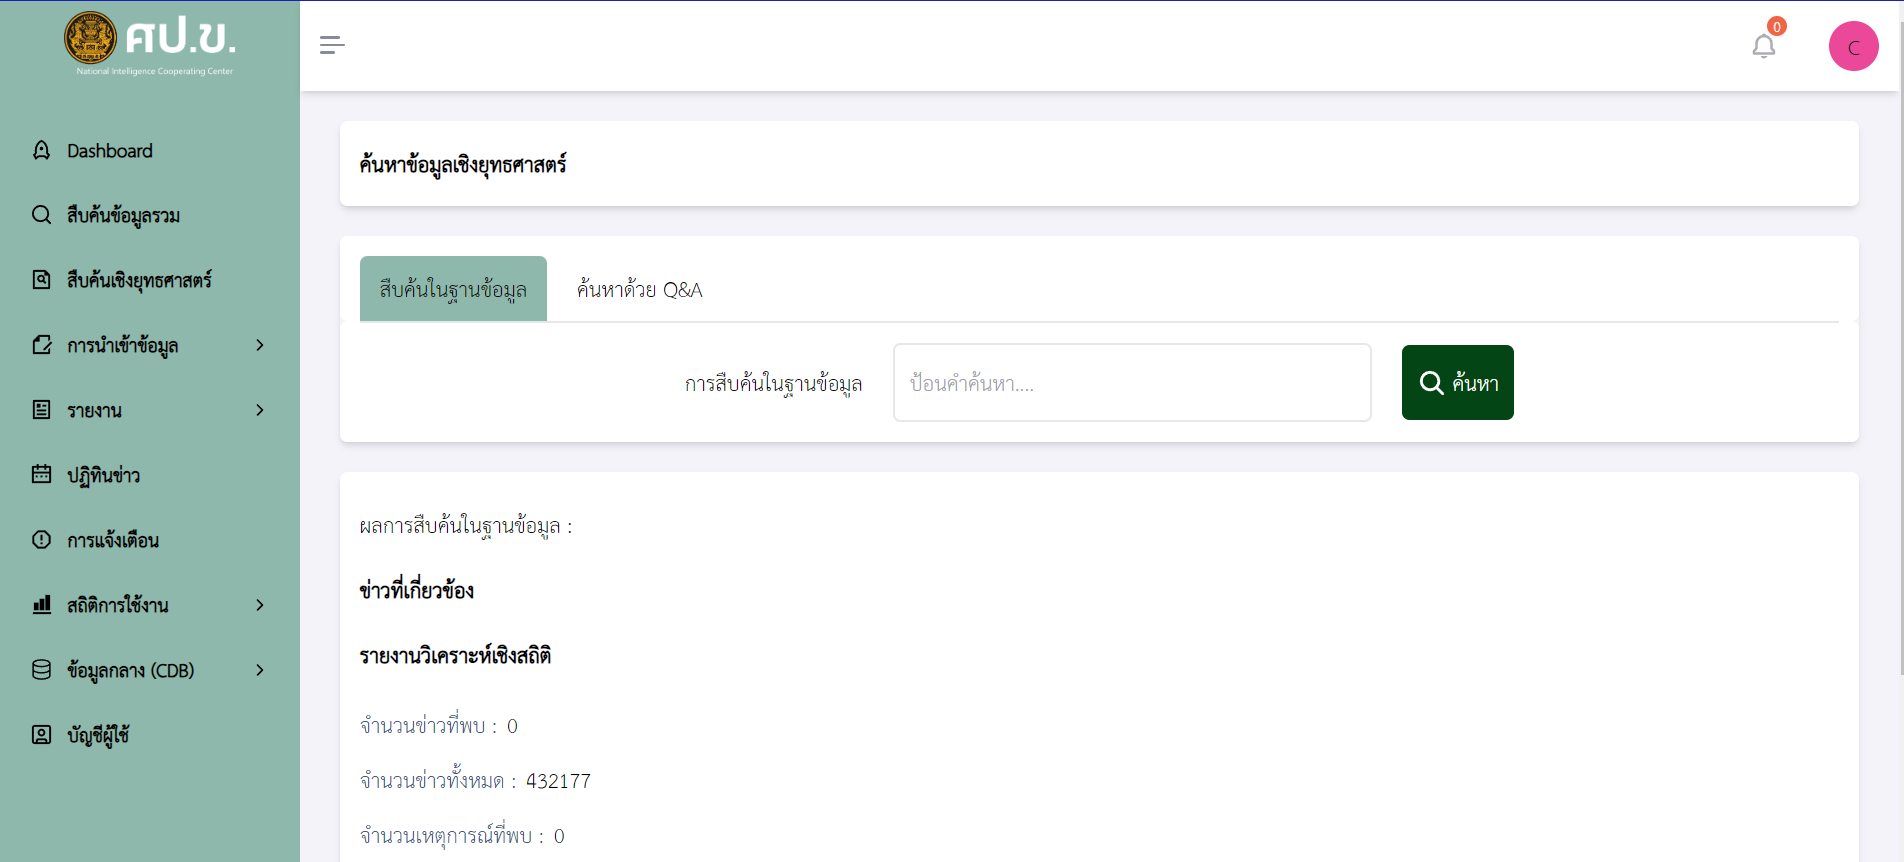 ศป.ข.
National Intelligence Cooperating Center
0
C
Dashboard
สืบค้นข้อมูลรวม
สืบค้นเชิงยุทธศาสตร์
การนำเข้าข้อมูล
รายงาน
ปฏิทินข่าว
การแจ้งเตือน
สถิติการใช้งาน
ข้อมูลกลาง (CDB)
บัญชีผู้ใช้
ค้นหาข้อมูลเชิงยุทธศาสตร์
สืบค้นในฐานข้อมูล ค้นหาด้วย Q&A
การสืบค้นในฐานข้อมูล ป้อนคำค้นหา.... ค้นหา
ผลการสืบค้นในฐานข้อมูล :
ข่าวที่เกี่ยวข้อง
รายงานวิเคราะห์เชิงสถิติ
จำนวนข่าวที่พบ : 0
จำนวนข่าวทั้งหมด : 432177
จำนวนเหตุการณ์ที่พบ : 0